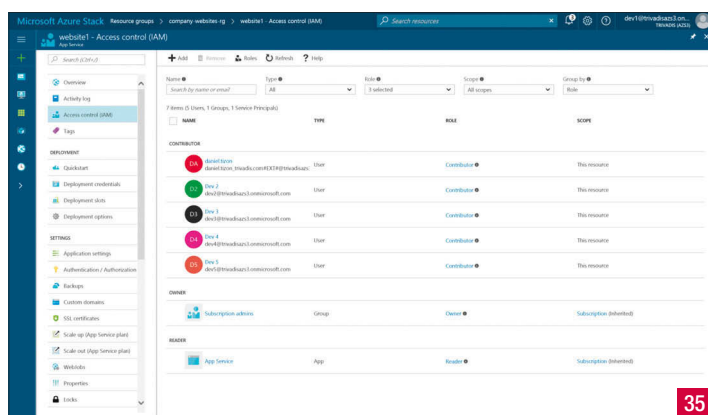 Microsoft Azure Stack Resource groups > company-websites-rg > website1 - Access control (IAM)
Search resources
dev1@trivadisazs3.on...
TRIVADIS (AZS3)
website1 - Access control (IAM)
App Service
Search (Ctrl+/)
Overview
Activity log
Access control (IAM)
Tags
DEPLOYMENT
Quickstart
Deployment credentials
Deployment slots
Deployment options
SETTINGS
Application settings
Authentication / Authorization
Backups
Custom domains
SSL certificates
Scale up (App Service plan)
Scale out (App Service plan)
WebJobs
Properties
Locks
Add Remove Roles Refresh Help
Name Type Role Scope Group by
Search by name or email All 3 selected All scopes Role
7 items (5 Users, 1 Groups, 1 Service Principals)
NAME TYPE ROLE SCOPE
CONTRIBUTOR
DA daniel.tizon User Contributor This resource
daniel.tizon_trivadis.com#EXT#@trivadisazs
D2 Dev 2 User Contributor This resource
dev2@trivadisazs3.onmicrosoft.com
D3 Dev 3 User Contributor This resource
dev3@trivadisazs3.onmicrosoft.com
D4 Dev 4 User Contributor This resource
dev4@trivadisazs3.onmicrosoft.com
D5 Dev 5 User Contributor This resource
dev5@trivadisazs3.onmicrosoft.com
OWNER
Subscription admins Group Owner Subscription (Inherited)
READER
App Service App Reader Subscription (Inherited)
35